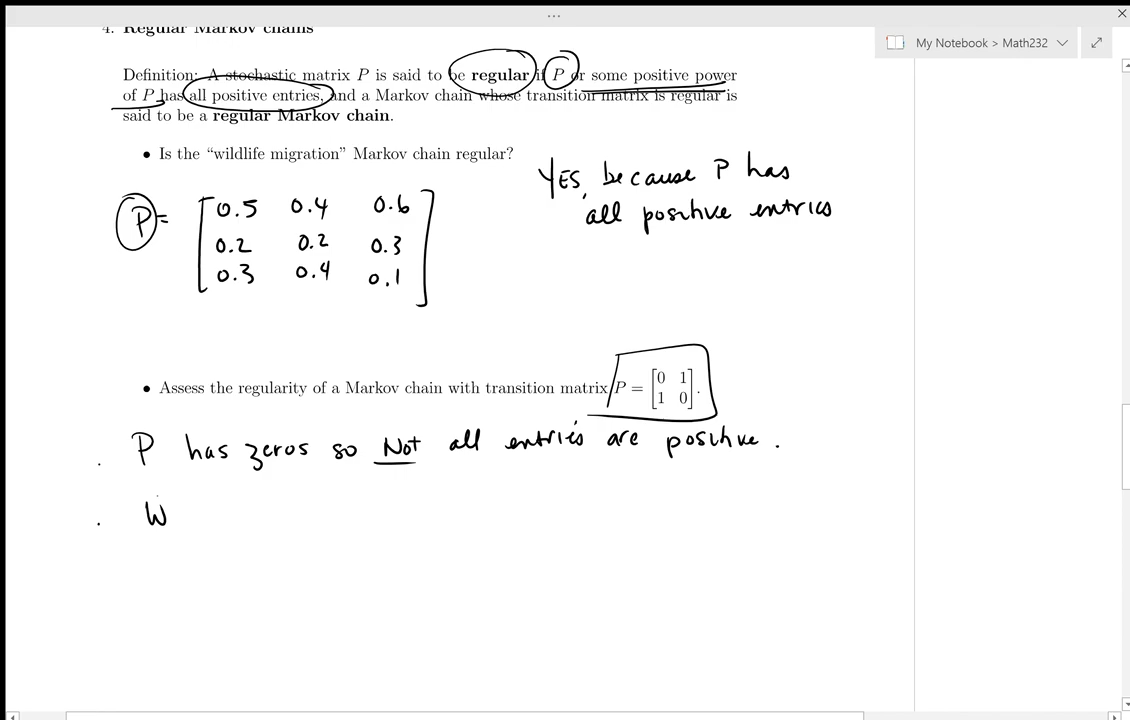 My Notebook > Math232
4. Regular Markov chains
Definition: A stochastic matrix P is said to be regular if P or some positive power
of P has all positive entries, and a Markov chain whose transition matrix is regular is
said to be a regular Markov chain.
• Is the “wildlife migration” Markov chain regular?
YES, because P has
all positive entries
P = [0.5 0.4 0.6
0.2 0.2 0.3
0.3 0.4 0.1]
• Assess the regularity of a Markov chain with transition matrix P = [0 1
1 0].
P has zeros so Not all entries are positive.
W